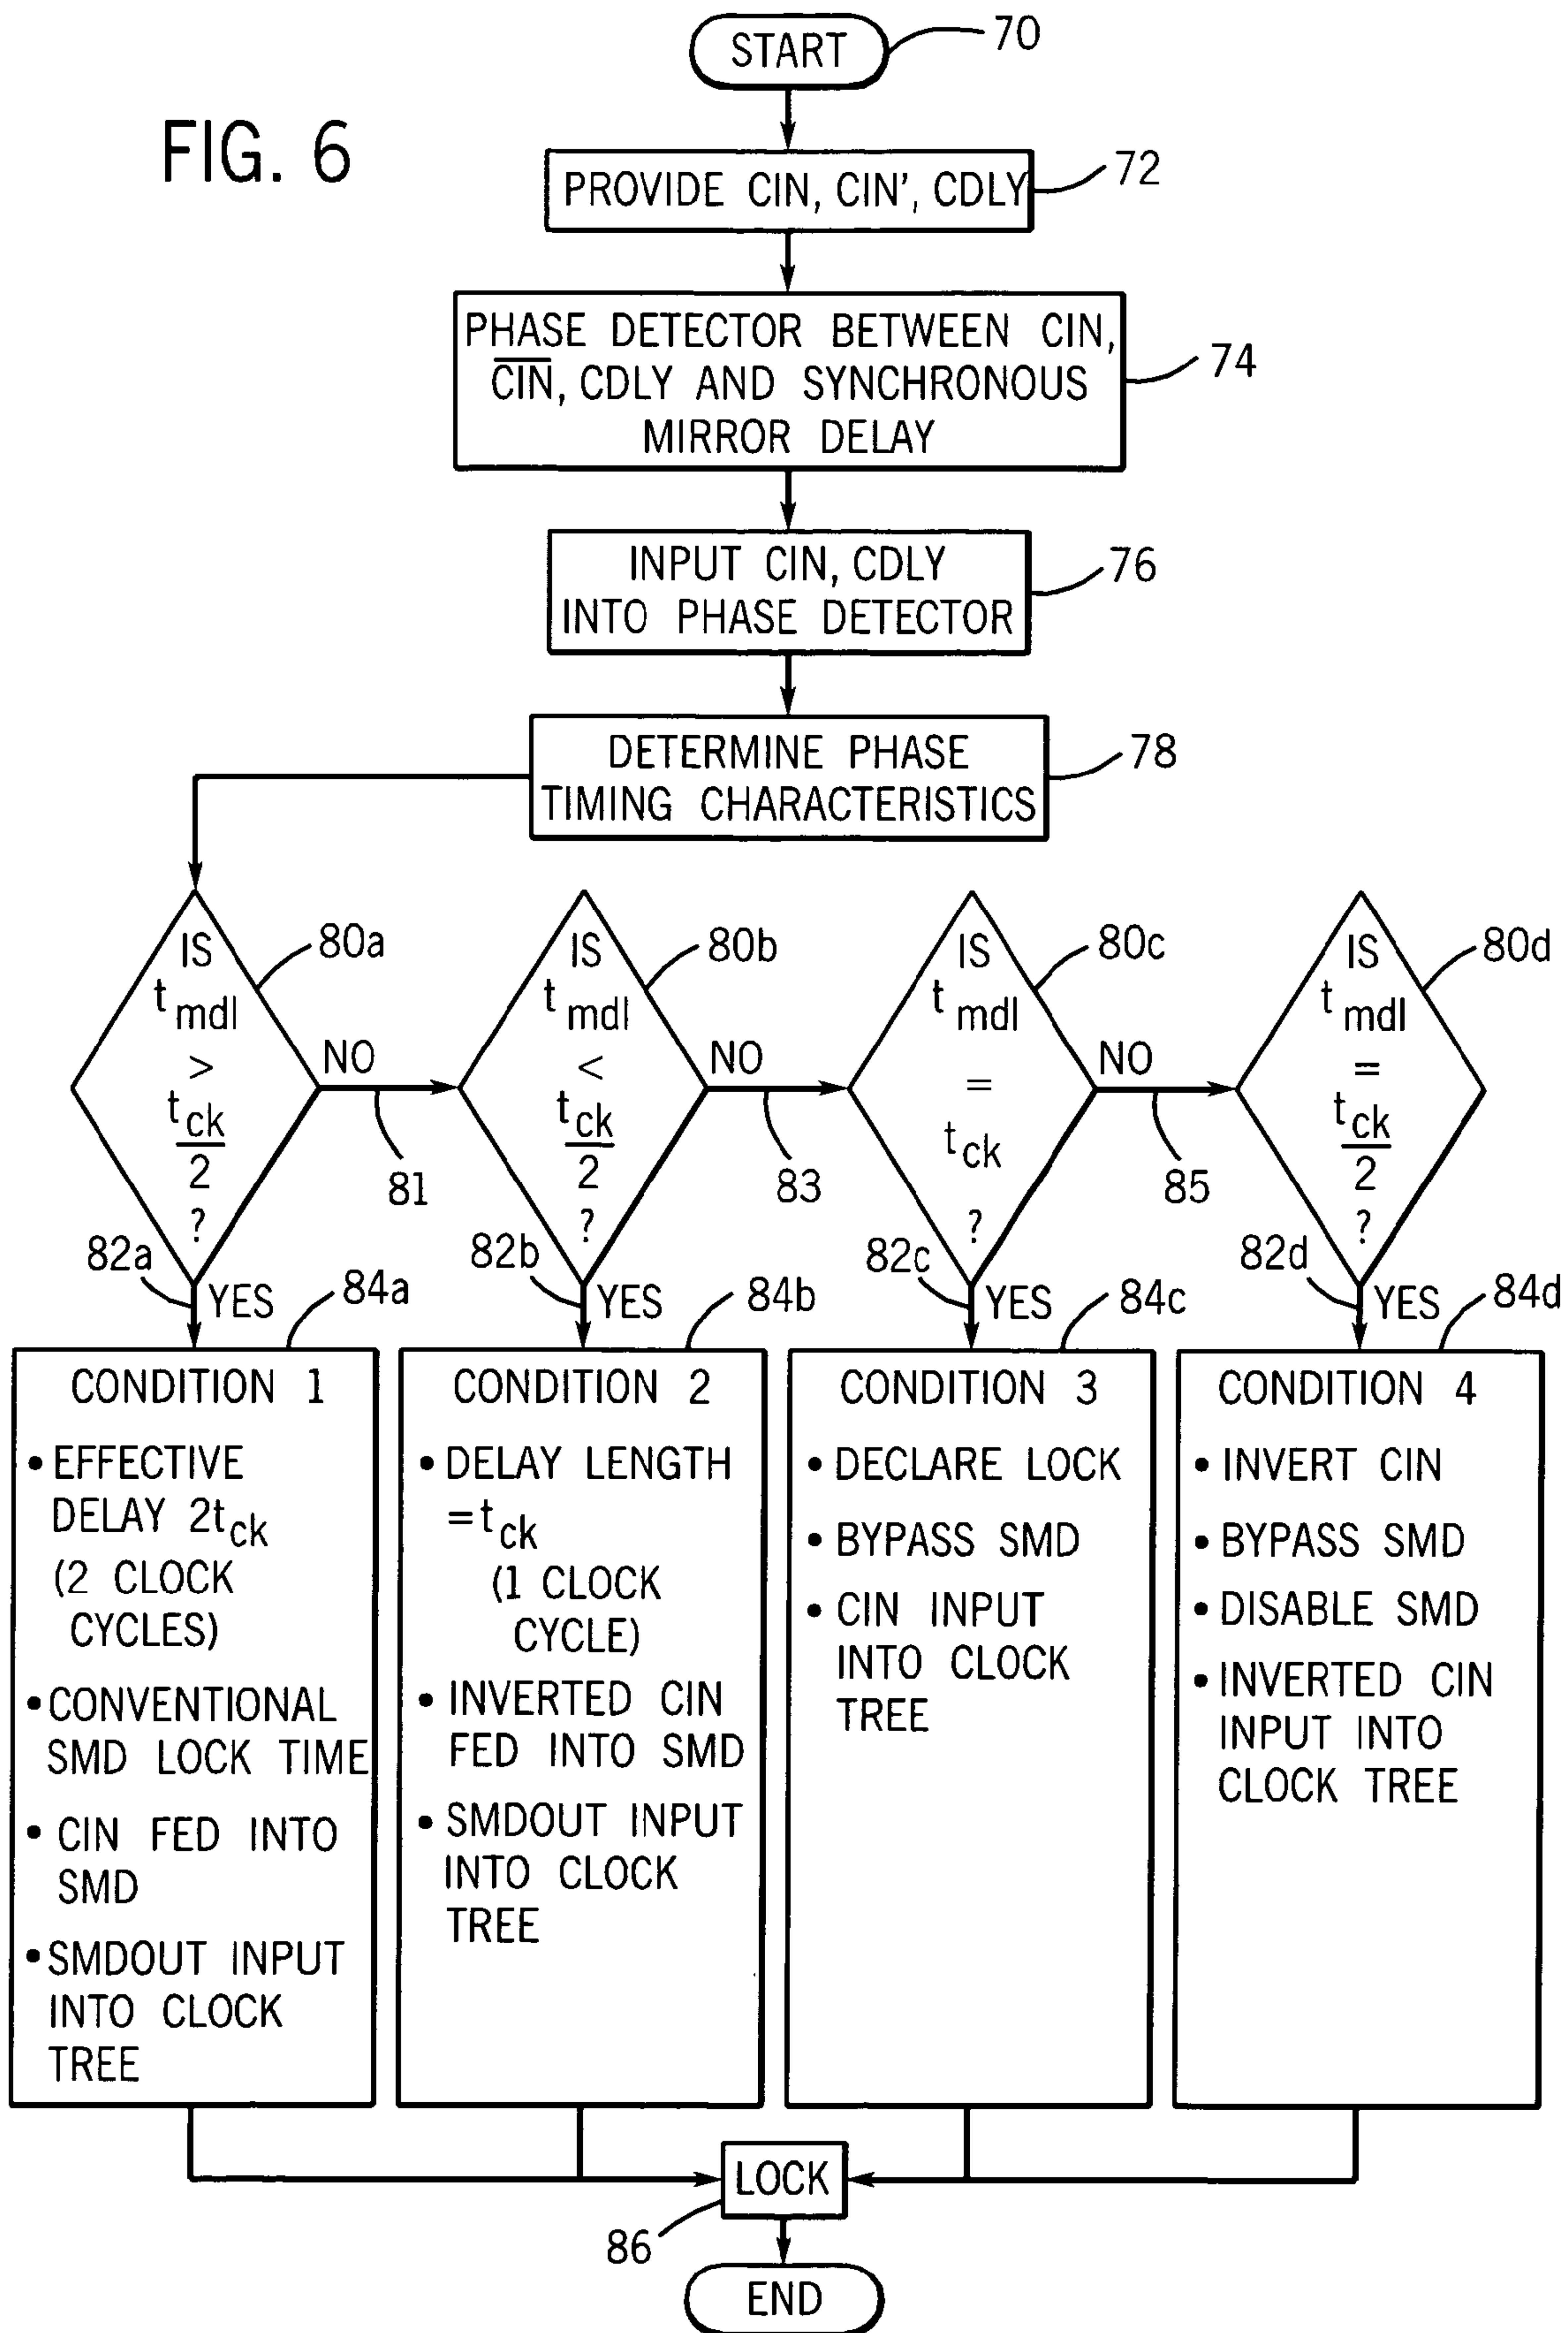 FIG. 6
START
70
PROVIDE CIN, CIN', CDLY
72
PHASE DETECTOR BETWEEN CIN,
C̅I̅N̅, CDLY AND SYNCHRONOUS
MIRROR DELAY
74
INPUT CIN, CDLY
INTO PHASE DETECTOR
76
DETERMINE PHASE
TIMING CHARACTERISTICS
78
IS
t mdl
>
tck
2
?
80a
NO
81
82a
YES
IS
t mdl
<
tck
2
?
80b
NO
83
82b
YES
IS
t mdl
=
tck
?
80c
NO
85
82c
YES
IS
t mdl
=
tck
2
?
80d
82d
YES
84a
CONDITION 1
• EFFECTIVE
DELAY 2tck
(2 CLOCK
CYCLES)
• CONVENTIONAL
SMD LOCK TIME
• CIN FED INTO
SMD
• SMDOUT INPUT
INTO CLOCK
TREE
84b
CONDITION 2
• DELAY LENGTH
=tck
(1 CLOCK
CYCLE)
• INVERTED CIN
FED INTO SMD
• SMDOUT INPUT
INTO CLOCK
TREE
84c
CONDITION 3
• DECLARE LOCK
• BYPASS SMD
• CIN INPUT
INTO CLOCK
TREE
84d
CONDITION 4
• INVERT CIN
• BYPASS SMD
• DISABLE SMD
• INVERTED CIN
INPUT INTO
CLOCK TREE
LOCK
86
END